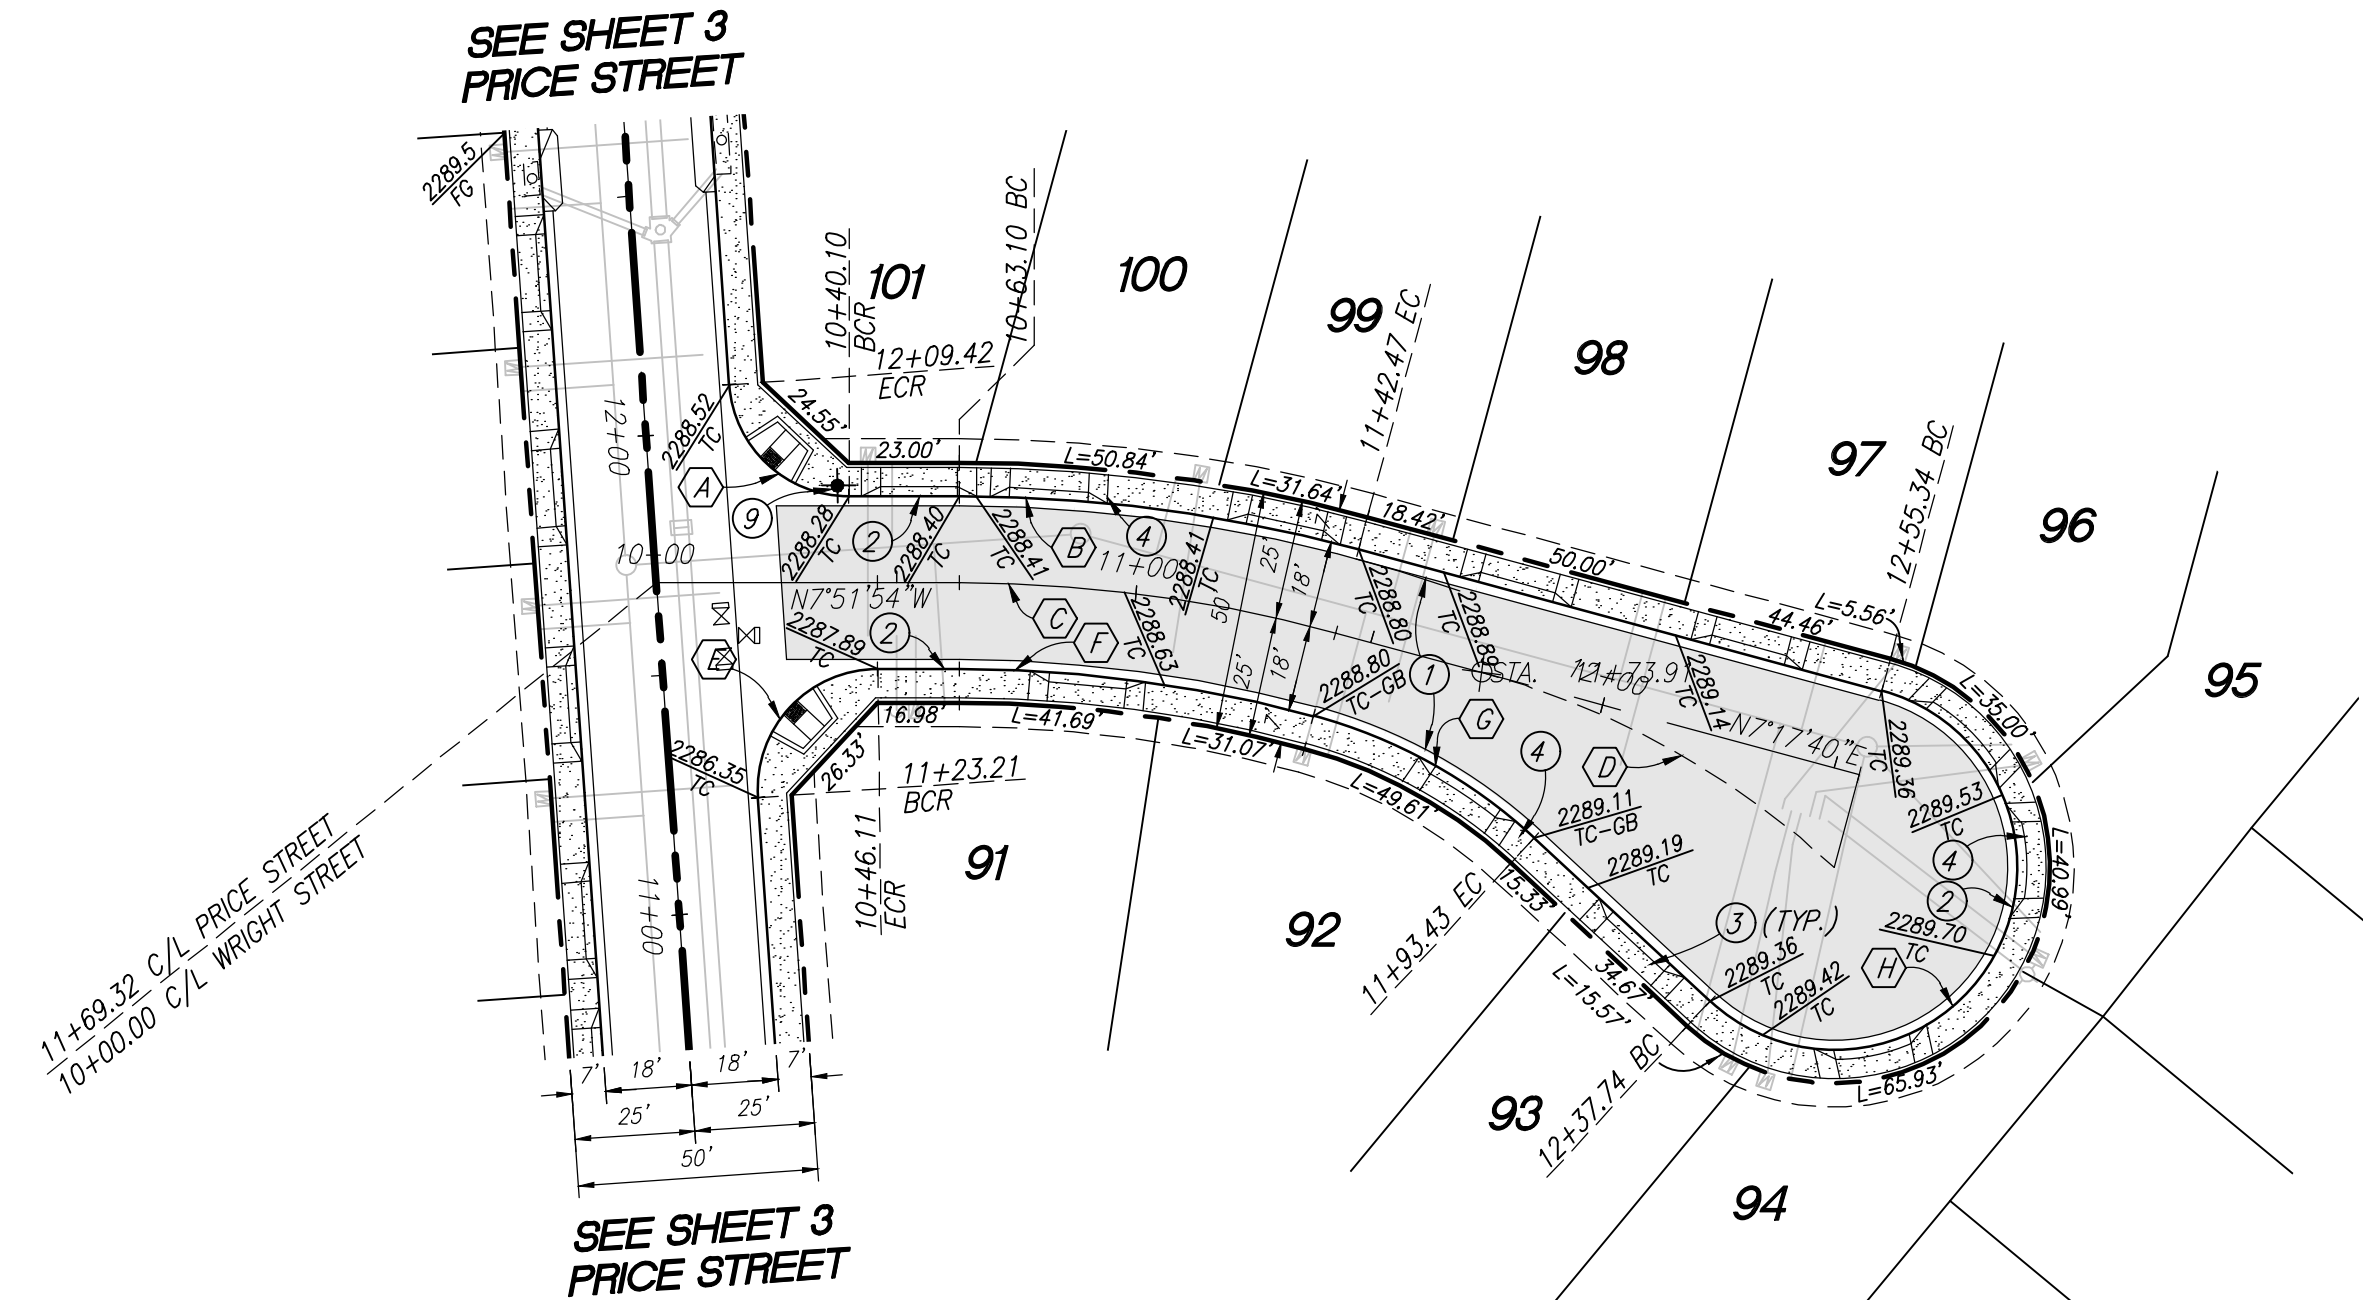 SEE SHEET 3
PRICE STREET
2289.5
FG
10+40.10
BCR
10+63.10 BC
101
100
99
98
97
96
95
12+09.42
ECR
11+42.47 EC
12+55.34 BC
24.55'
23.00'
L=50.84'
L=31.64'
18.42'
50.00'
44.46'
L=5.56'
L=35.00'
L=40.99'
L=65.93'
12+00
2288.52
TC
A
9
10+00
2288.28
TC
2
2288.40
TC
2288.41
TC
B
4
11+00
2288.41
TC
25'
18'
7'
50'
25'
18'
7'
2288.80
TC
2288.89
TC
N7°51'54"W
2287.89
TC
2
C
F
2288.63
TC
2288.80
TC-GB
1
STA.
12+00
2289.14
TC
N7°17'40"E
2289.36
TC
2289.53
TC
4
2
2289.70
TC
H
E
2286.35
TC
16.98'
L=41.69'
L=31.07'
L=49.61'
G
4
D
2289.11
TC-GB
2289.19
TC
3 (TYP.)
2289.36
TC
2289.42
TC
26.33'
11+23.21
BCR
10+46.11
ECR
11+00
91
92
93
94
11+93.43 EC
15.33'
34.67'
L=15.57'
12+37.74 BC
11+69.32 C/L PRICE STREET
10+00.00 C/L WRIGHT STREET
7'
18'
18'
7'
25'
25'
50'
SEE SHEET 3
PRICE STREET